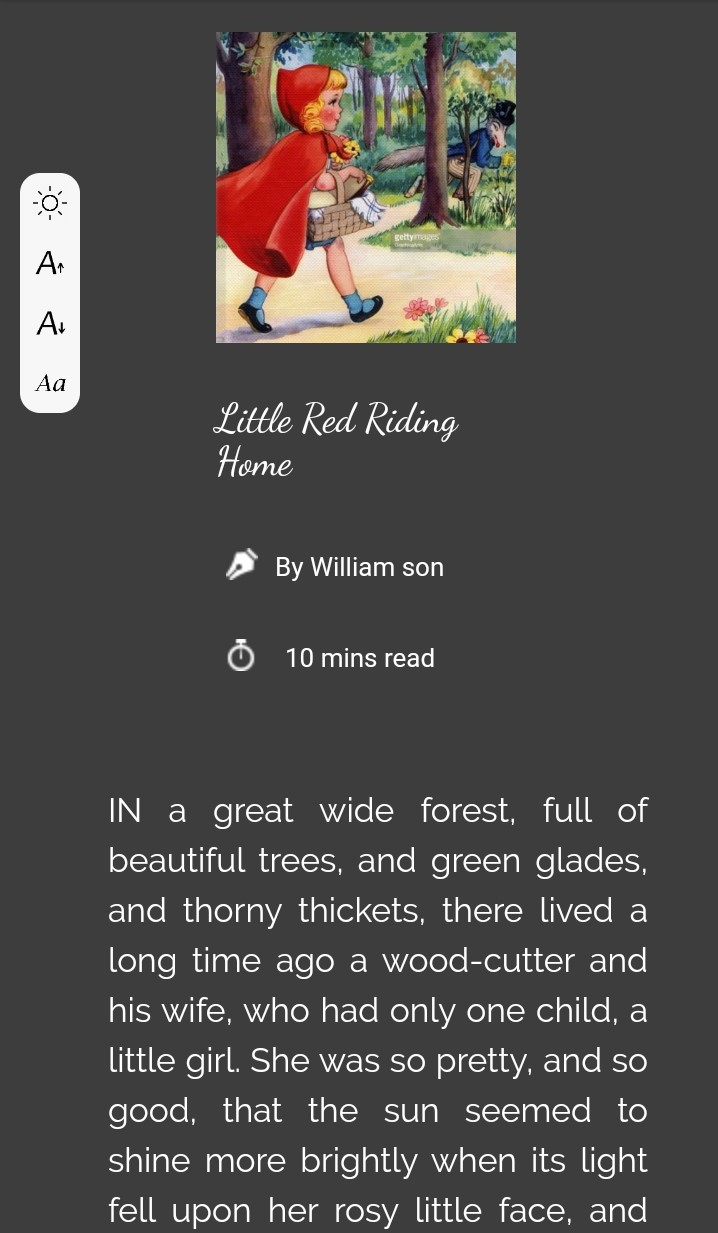 gettyimages
A↑
A↓
Aa
Little Red Riding
Home
By William son
10 mins read
IN a great wide forest, full of
beautiful trees, and green glades,
and thorny thickets, there lived a
long time ago a wood-cutter and
his wife, who had only one child, a
little girl. She was so pretty, and so
good, that the sun seemed to
shine more brightly when its light
fell upon her rosy little face, and